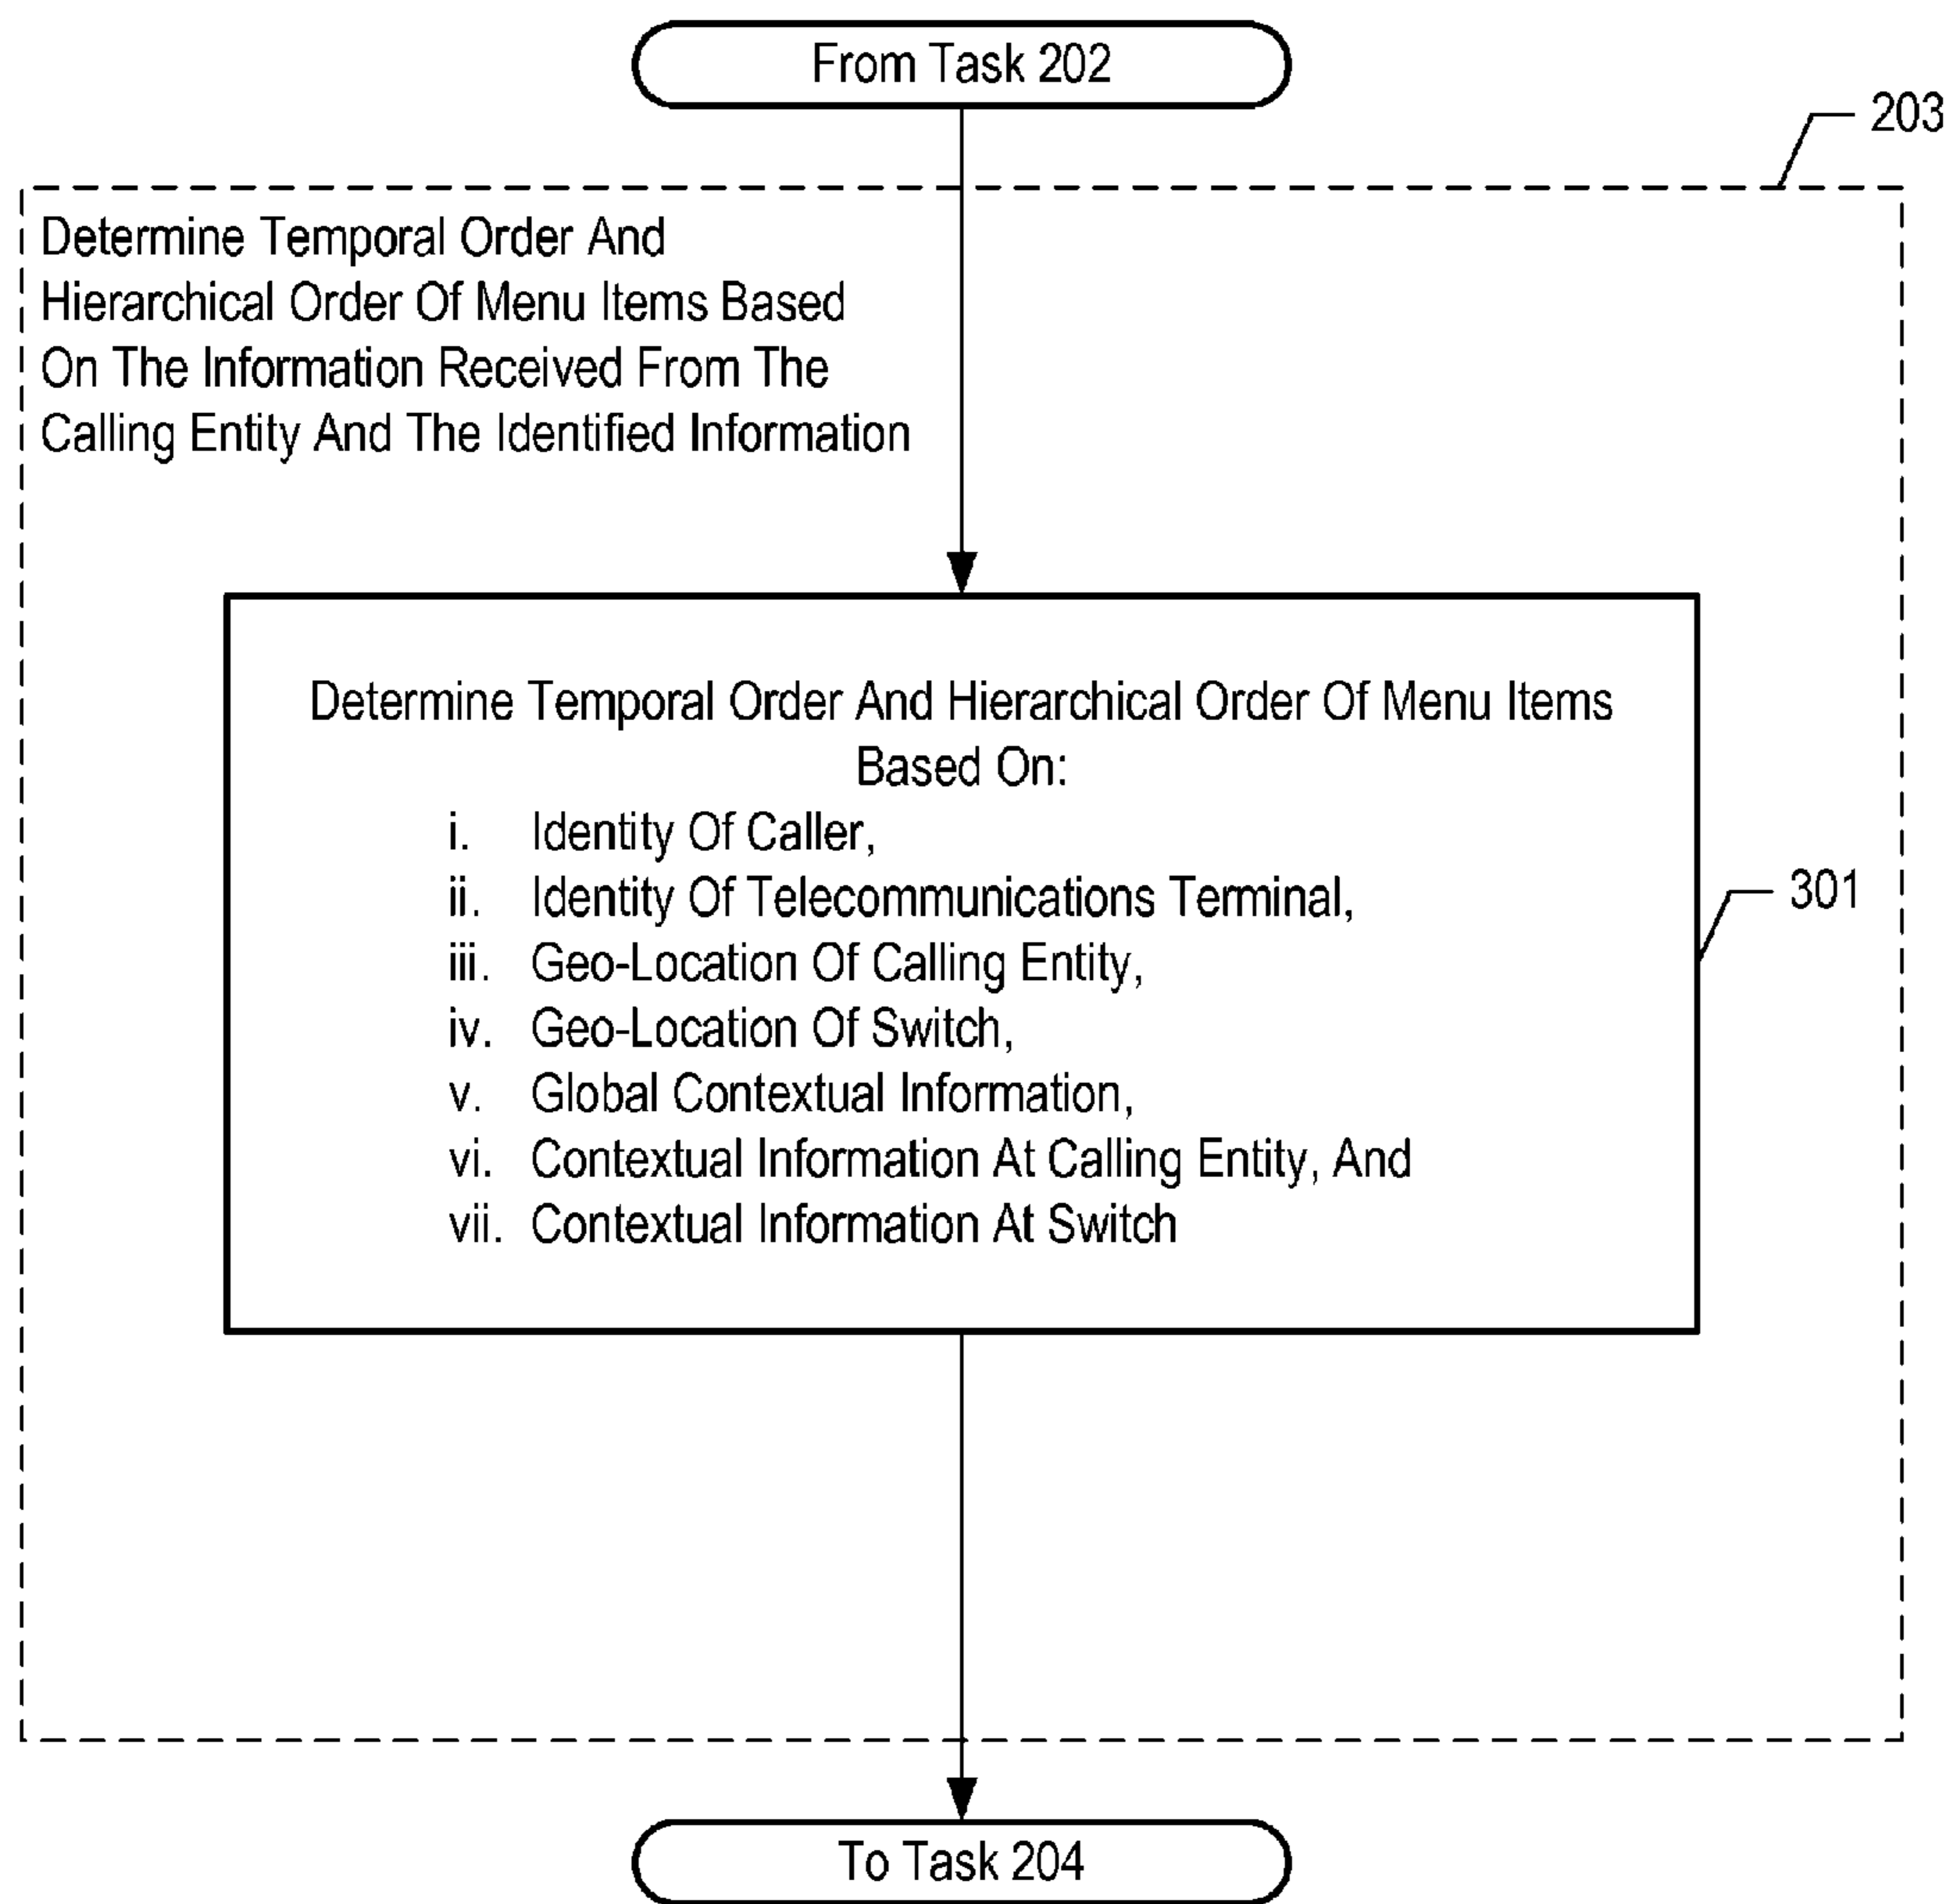 From Task 202
203
Determine Temporal Order And
Hierarchical Order Of Menu Items Based
On The Information Received From The
Calling Entity And The Identified Information
Determine Temporal Order And Hierarchical Order Of Menu Items
Based On:
i. Identity Of Caller,
ii. Identity Of Telecommunications Terminal,
iii. Geo-Location Of Calling Entity,
301
iv. Geo-Location Of Switch,
v. Global Contextual Information,
vi. Contextual Information At Calling Entity, And
vii. Contextual Information At Switch
To Task 204